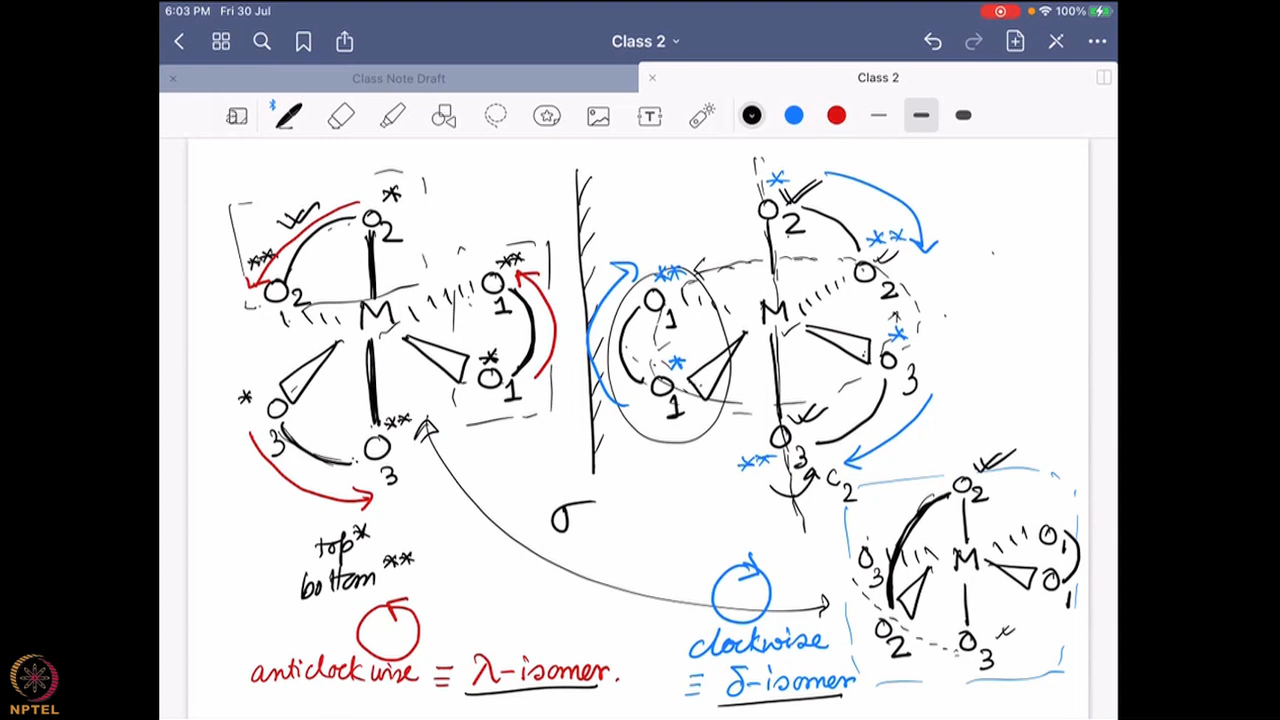 6:03 PM Fri 30 Jul
100%
Class 2
Class Note Draft
Class 2
T
*
O2
**
O2
M
**
O1
*
O1
*
O3
**
O3
*
O2
**
O2
M
**
O1
*
O1
*
O3
**
O3
C2
σ
top*
bottom **
anticlockwise ≡ λ-isomer.
clockwise
≡ δ-isomer
O2
O3
M
O1
O1
O2
O3
NPTEL